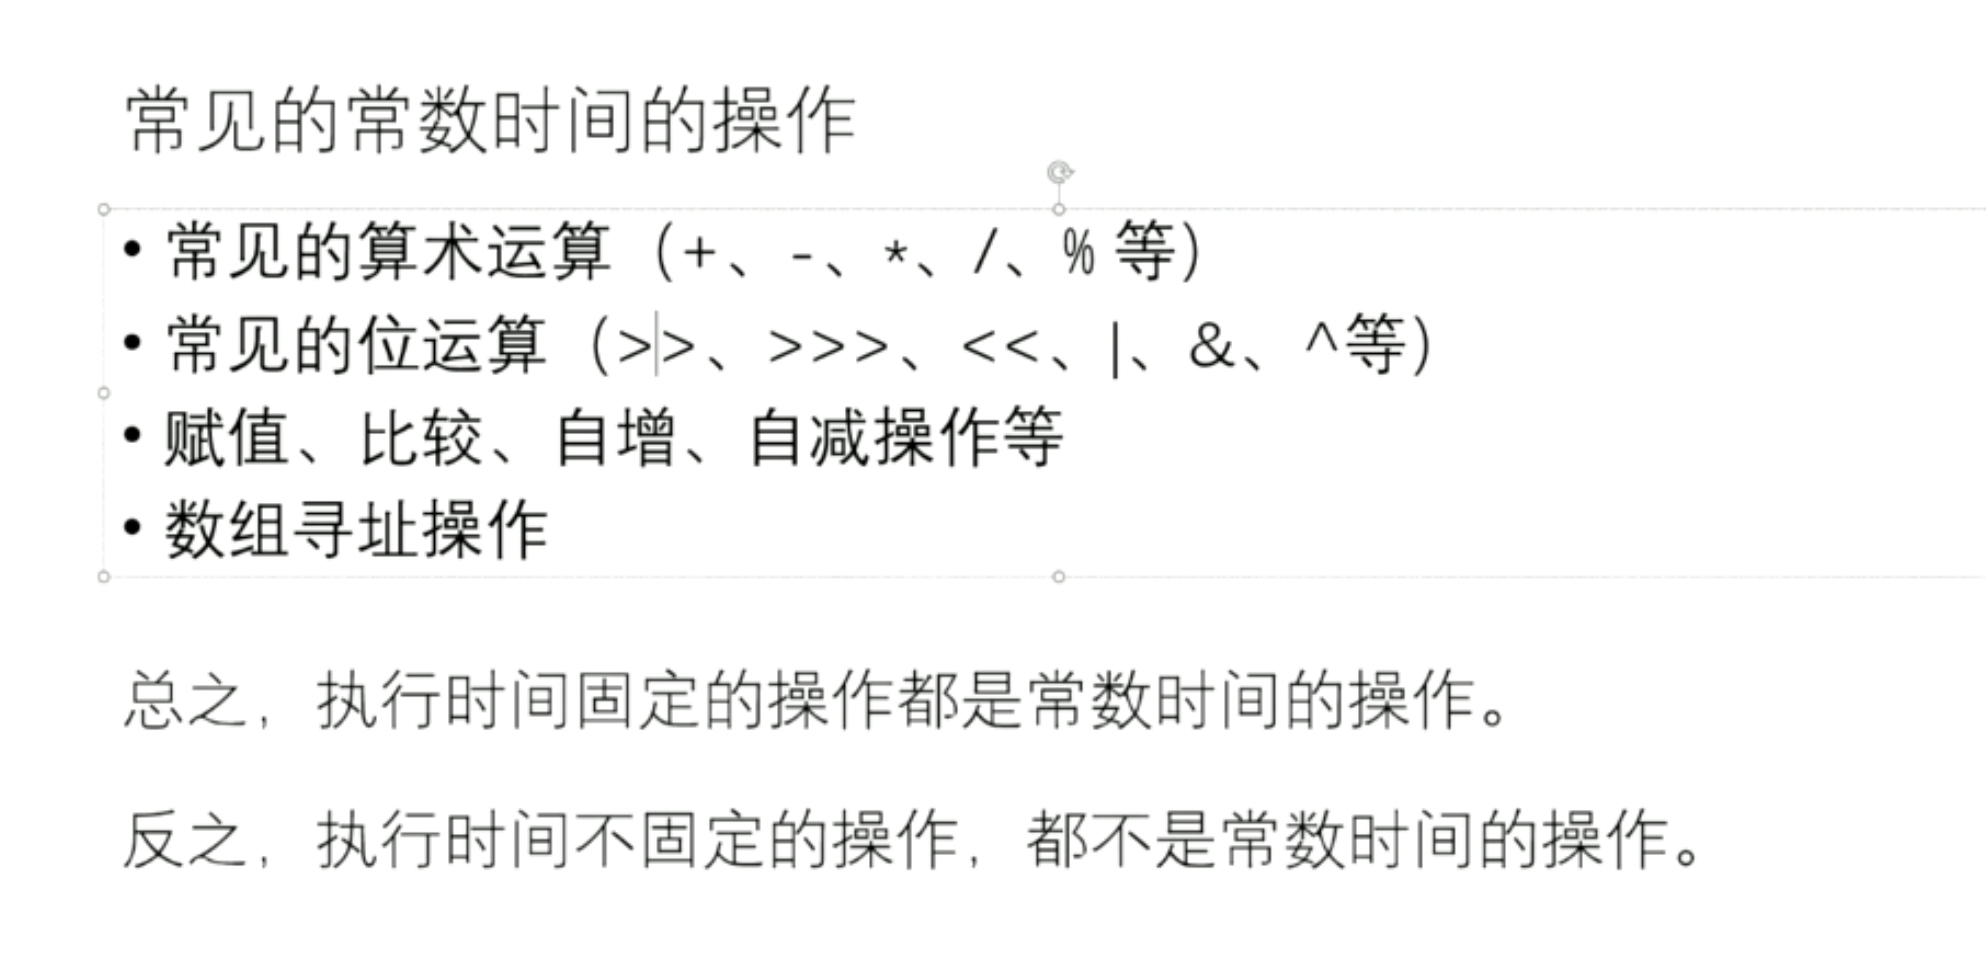 常见的常数时间的操作
• 常见的算术运算（+、-、*、/、% 等）
• 常见的位运算（>>、>>>、<<、|、&、^等）
• 赋值、比较、自增、自减操作等
• 数组寻址操作
总之，执行时间固定的操作都是常数时间的操作。
反之，执行时间不固定的操作，都不是常数时间的操作。